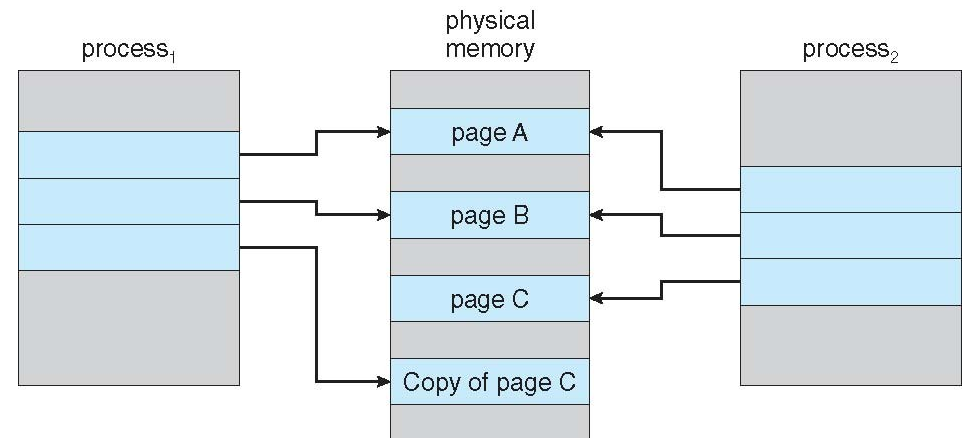 process₁
physical
memory
process₂
page A
page B
page C
Copy of page C